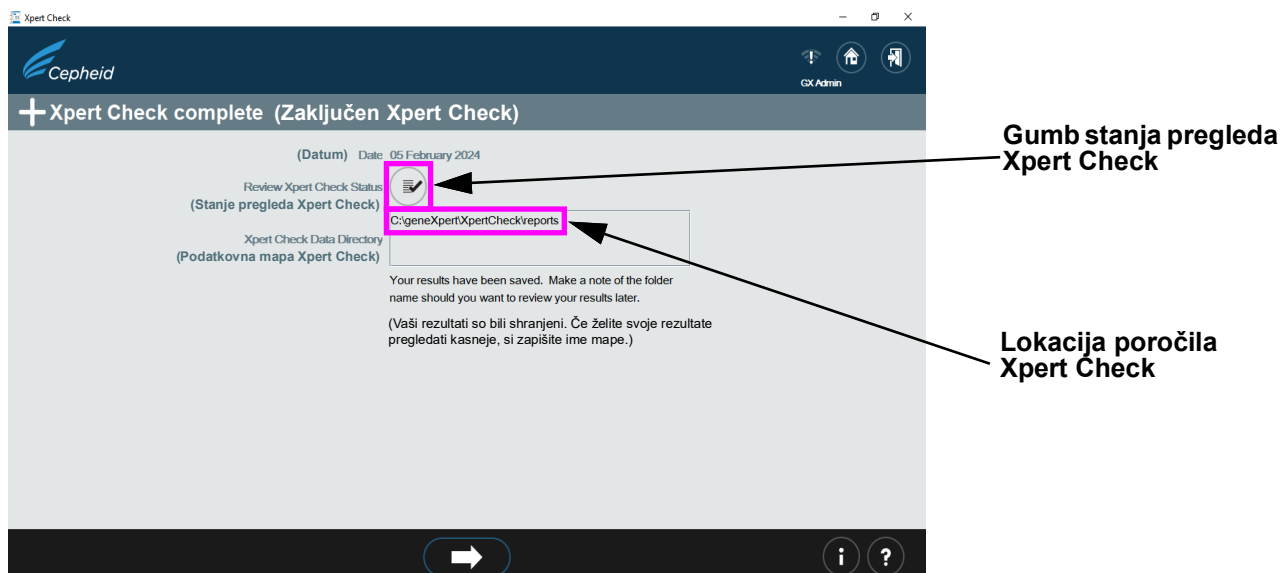 Xpert Check
Cepheid
GX Admin
Xpert Check complete (Zaključen Xpert Check)
(Datum) Date 05 February 2024
Review Xpert Check Status
(Stanje pregleda Xpert Check)
C:\geneXpert\XpertCheck\reports
Xpert Check Data Directory
(Podatkovna mapa Xpert Check)
Your results have been saved. Make a note of the folder
name should you want to review your results later.
(Vaši rezultati so bili shranjeni. Če želite svoje rezultate
pregledati kasneje, si zapišite ime mape.)
Gumb stanja pregleda
Xpert Check
Lokacija poročila
Xpert Check
i ?